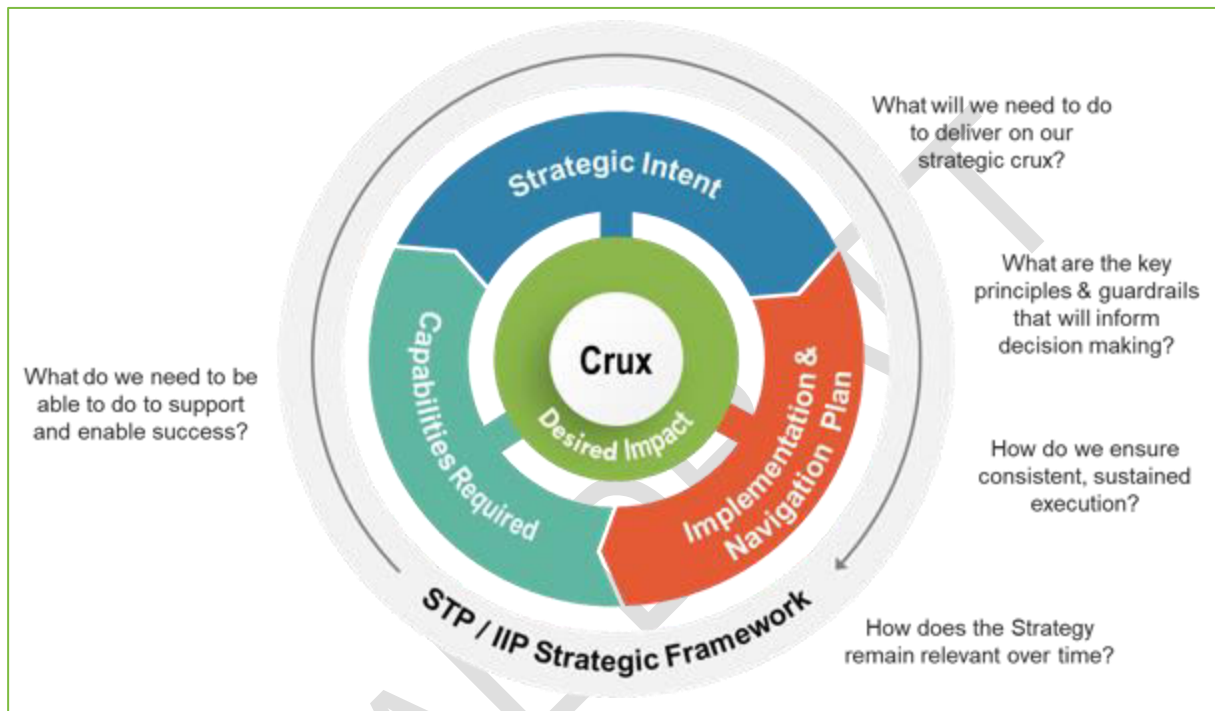 What will we need to do
to deliver on our
strategic crux?
Strategic Intent
What are the key
principles & guardrails
that will inform
decision making?
Crux
Desired Impact
Capabilities Required
Implementation &
Navigation Plan
What do we need to be
able to do to support
and enable success?
How do we ensure
consistent, sustained
execution?
STP / IIP Strategic Framework
How does the Strategy
remain relevant over time?